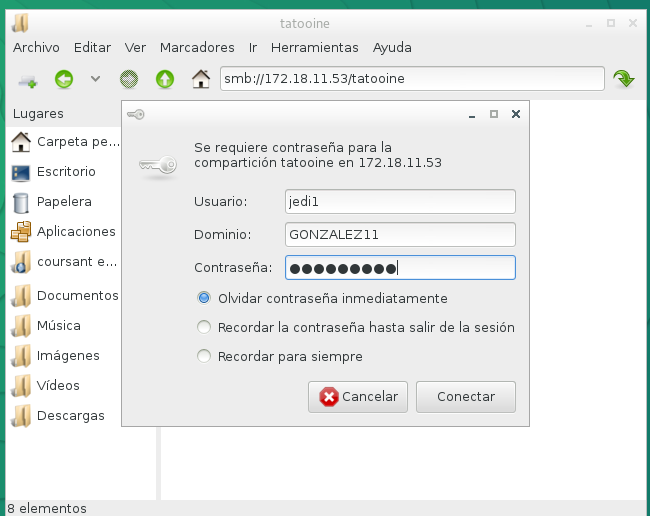 tatooine
Archivo Editar Ver Marcadores Ir Herramientas Ayuda
smb://172.18.11.53/tatooine
Lugares
Carpeta pe...
Escritorio
Papelera
Aplicaciones
coursant e...
Documentos
Música
Imágenes
Vídeos
Descargas
Se requiere contraseña para la
compartición tatooine en 172.18.11.53
Usuario: jedi1
Dominio: GONZALEZ11
Contraseña: ●●●●●●●●●
Olvidar contraseña inmediatamente
Recordar la contraseña hasta salir de la sesión
Recordar para siempre
Cancelar Conectar
8 elementos